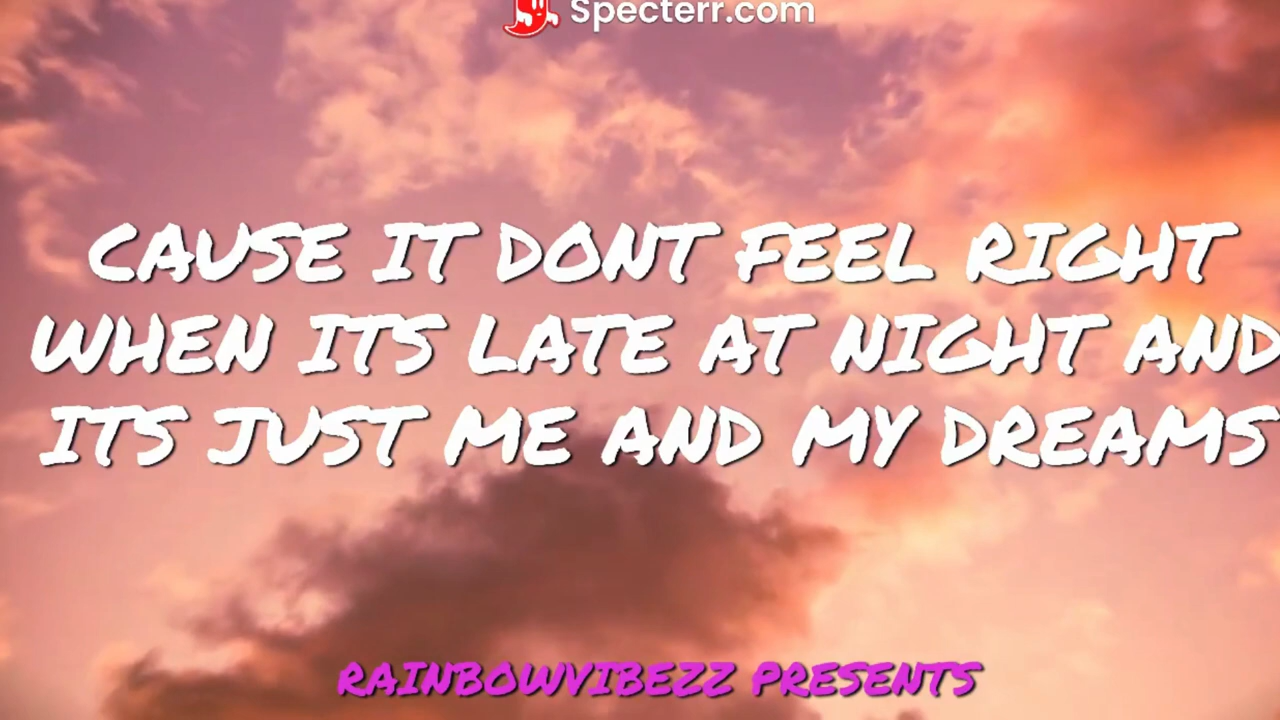 Specterr.com
CAUSE IT DONT FEEL RIGHT
WHEN ITS LATE AT NIGHT AND
ITS JUST ME AND MY DREAMS
RAINBOWVIBEZZ PRESENTS